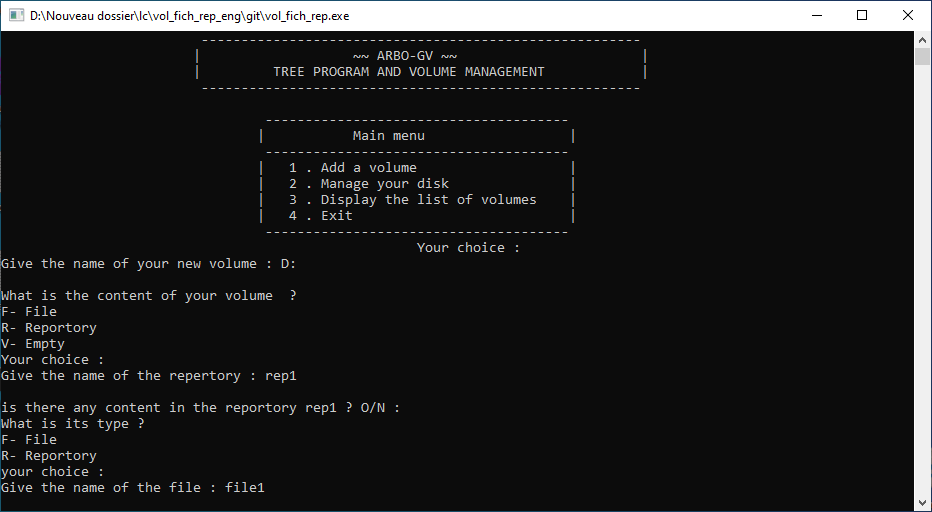 D:\Nouveau dossier\lc\vol_fich_rep_eng\git\vol_fich_rep.exe
-------------------------------------------------------
| ~~ ARBO-GV ~~ |
| TREE PROGRAM AND VOLUME MANAGEMENT |
-------------------------------------------------------
--------------------------------------
| Main menu |
--------------------------------------
| 1 . Add a volume |
| 2 . Manage your disk |
| 3 . Display the list of volumes |
| 4 . Exit |
--------------------------------------
Your choice :
Give the name of your new volume : D:
What is the content of your volume  ?
F- File
R- Reportory
V- Empty
Your choice :
Give the name of the repertory : rep1
is there any content in the reportory rep1 ? O/N :
What is its type ?
F- File
R- Reportory
your choice :
Give the name of the file : file1